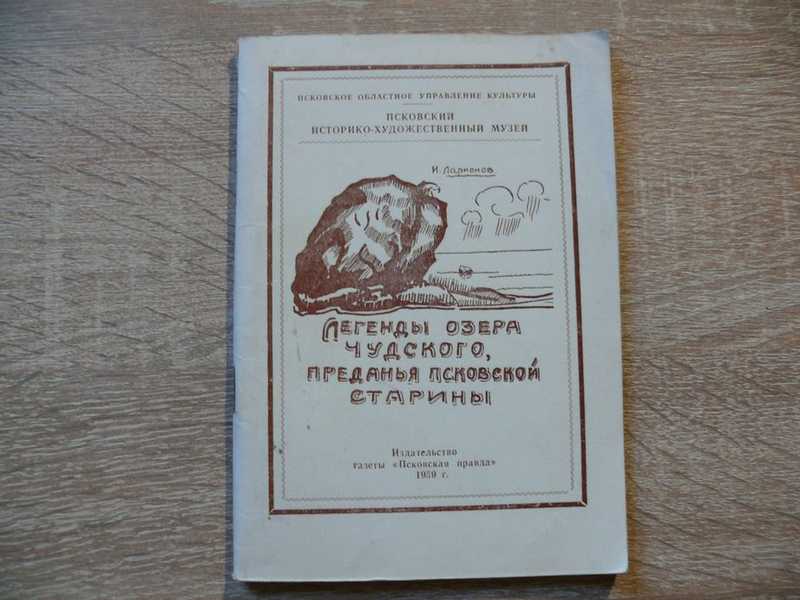 ПСКОВСКОЕ ОБЛАСТНОЕ УПРАВЛЕНИЕ КУЛЬТУРЫ
ПСКОВСКИЙ
ИСТОРИКО-ХУДОЖЕСТВЕННЫЙ МУЗЕЙ
И. Ларионов
ЛЕГЕНДЫ ОЗЕРА
ЧУДСКОГО,
ПРЕДАНЬЯ ПСКОВСКОЙ
СТАРИНЫ
Издательство
газеты «Псковская правда»
1959 г.